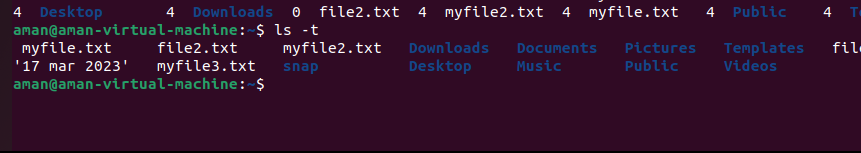 4 Desktop 4 Downloads 0 file2.txt 4 myfile2.txt 4 myfile.txt 4 Public 4
aman@aman-virtual-machine:~$ ls -t
myfile.txt file2.txt myfile2.txt Downloads Documents Pictures Templates
'17 mar 2023' myfile3.txt snap Desktop Music Public Videos
aman@aman-virtual-machine:~$